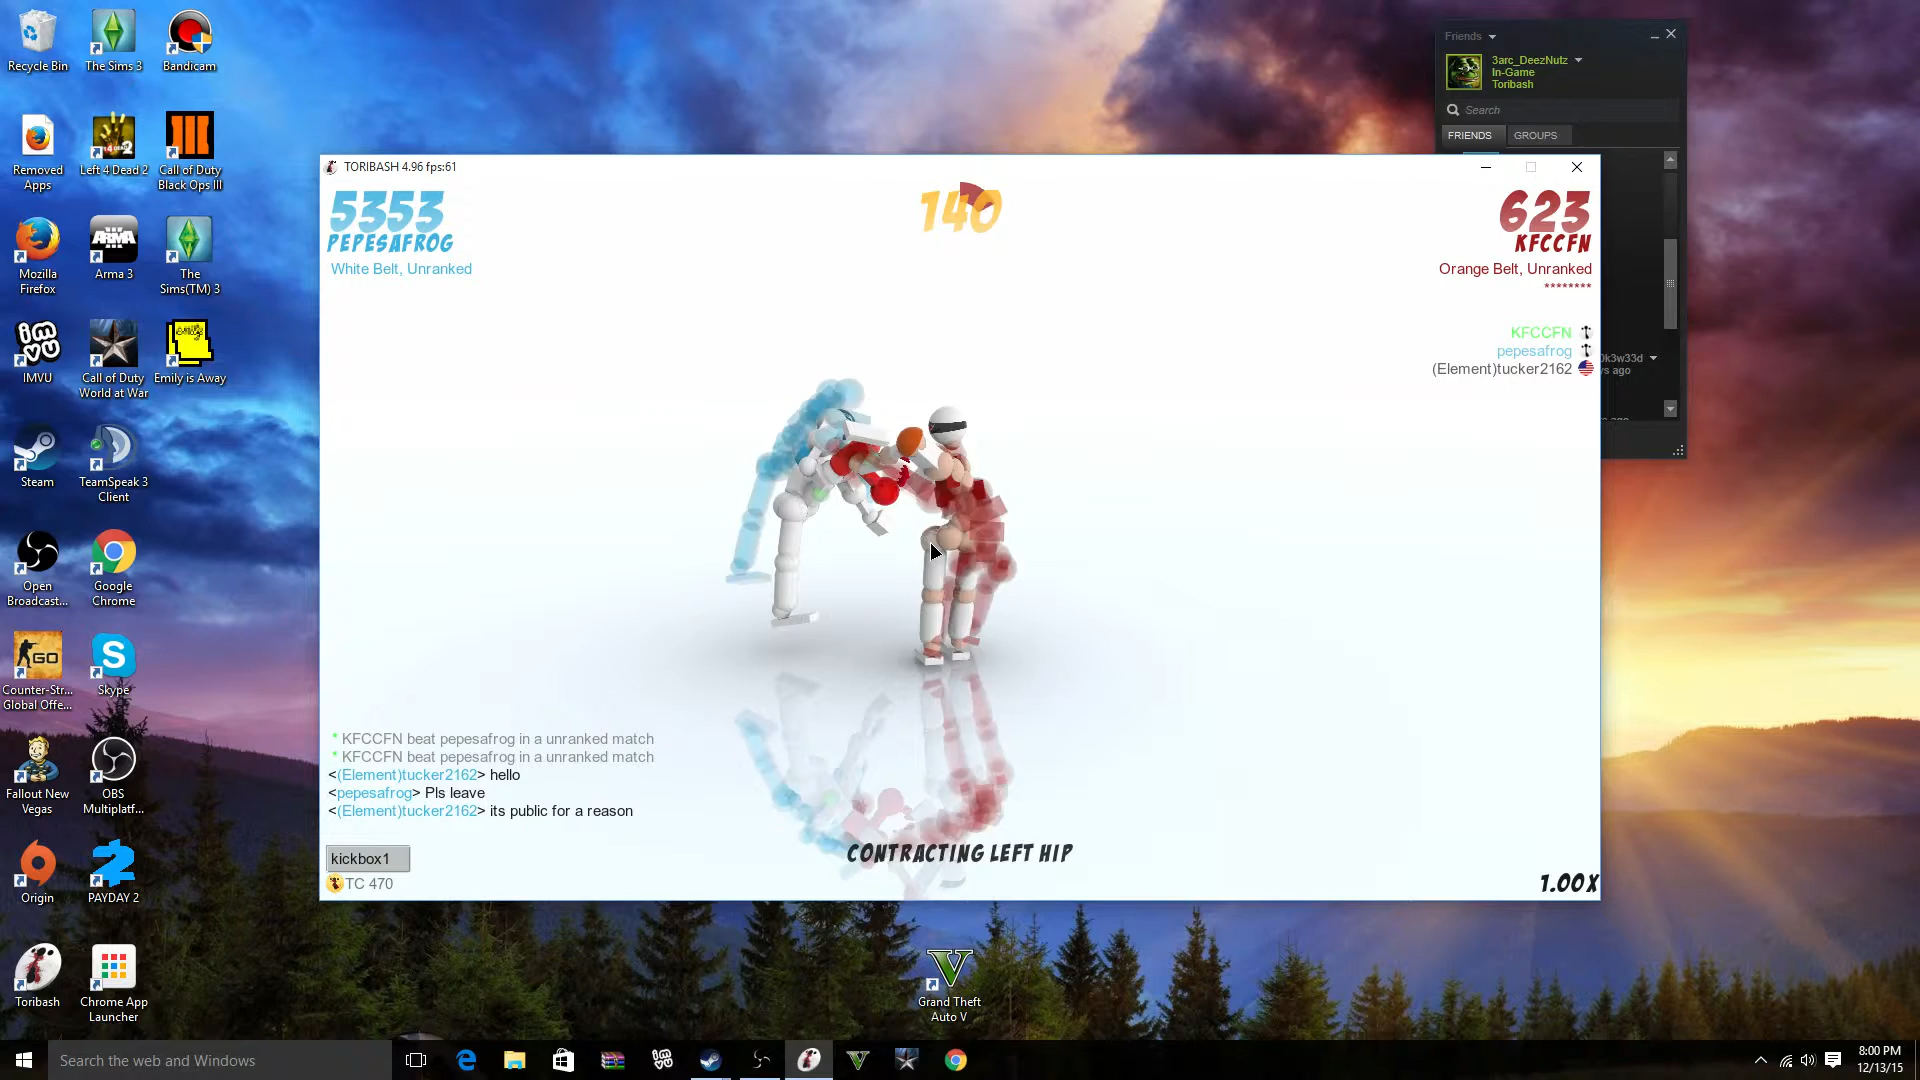 Recycle Bin
The Sims 3
Bandicam
Removed
Apps
Left 4 Dead 2
Call of Duty
Black Ops III
Mozilla
Firefox
Arma 3
The
Sims(TM) 3
IMVU
Call of Duty
World at War
Emily is Away
Steam
TeamSpeak 3
Client
Open
Broadcast...
Google
Chrome
Counter-Str...
Global Offe...
Skype
Fallout New
Vegas
OBS
Multiplatf...
Origin
PAYDAY 2
Toribash
Chrome App
Launcher
Grand Theft
Auto V
Friends
3arc_DeezNutz
In-Game
Toribash
Search
FRIENDS
GROUPS
0k3w33d
ys ago
TORIBASH 4.96 fps:61
5353
PEPESAFROG
White Belt, Unranked
140
623
KFCCFN
Orange Belt, Unranked
********
KFCCFN
pepesafrog
(Element)tucker2162
* KFCCFN beat pepesafrog in a unranked match
* KFCCFN beat pepesafrog in a unranked match
<(Element)tucker2162> hello
<pepesafrog> Pls leave
<(Element)tucker2162> its public for a reason
kickbox1
TC 470
CONTRACTING LEFT HIP
1.00X
Search the web and Windows
8:00 PM
12/13/15